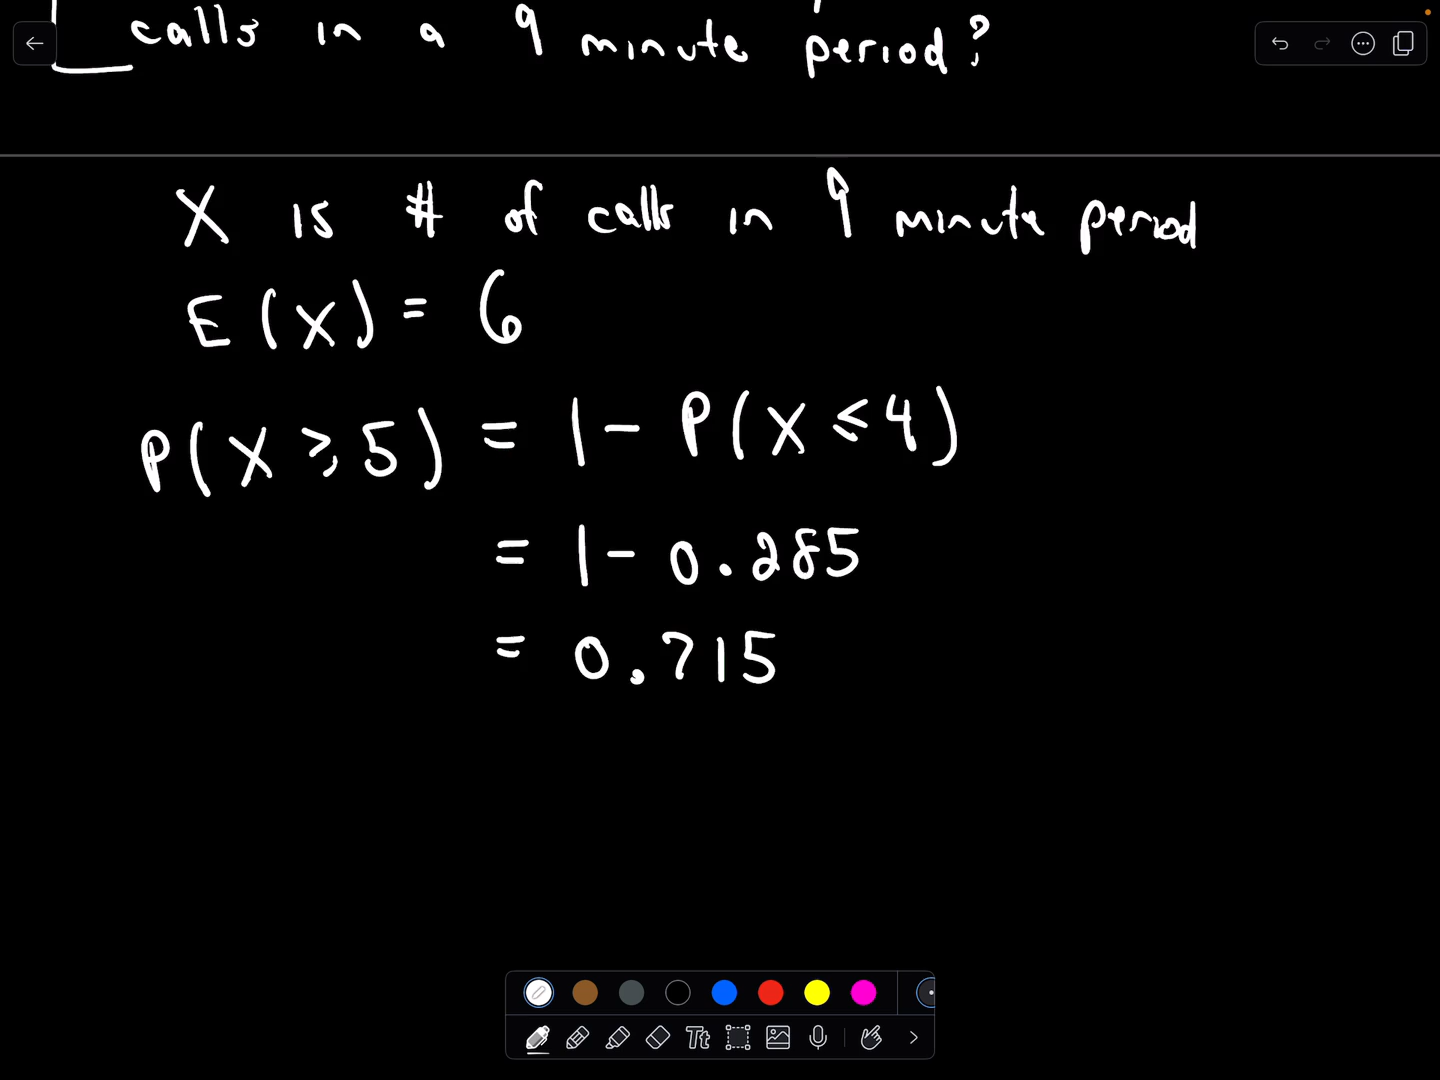 calls in a 9 minute period?
X is # of calls in 9 minute period
E(X) = 6
P(X ≥ 5) = 1 - P(X ≤ 4)
= 1 - 0.285
= 0.715
Tt